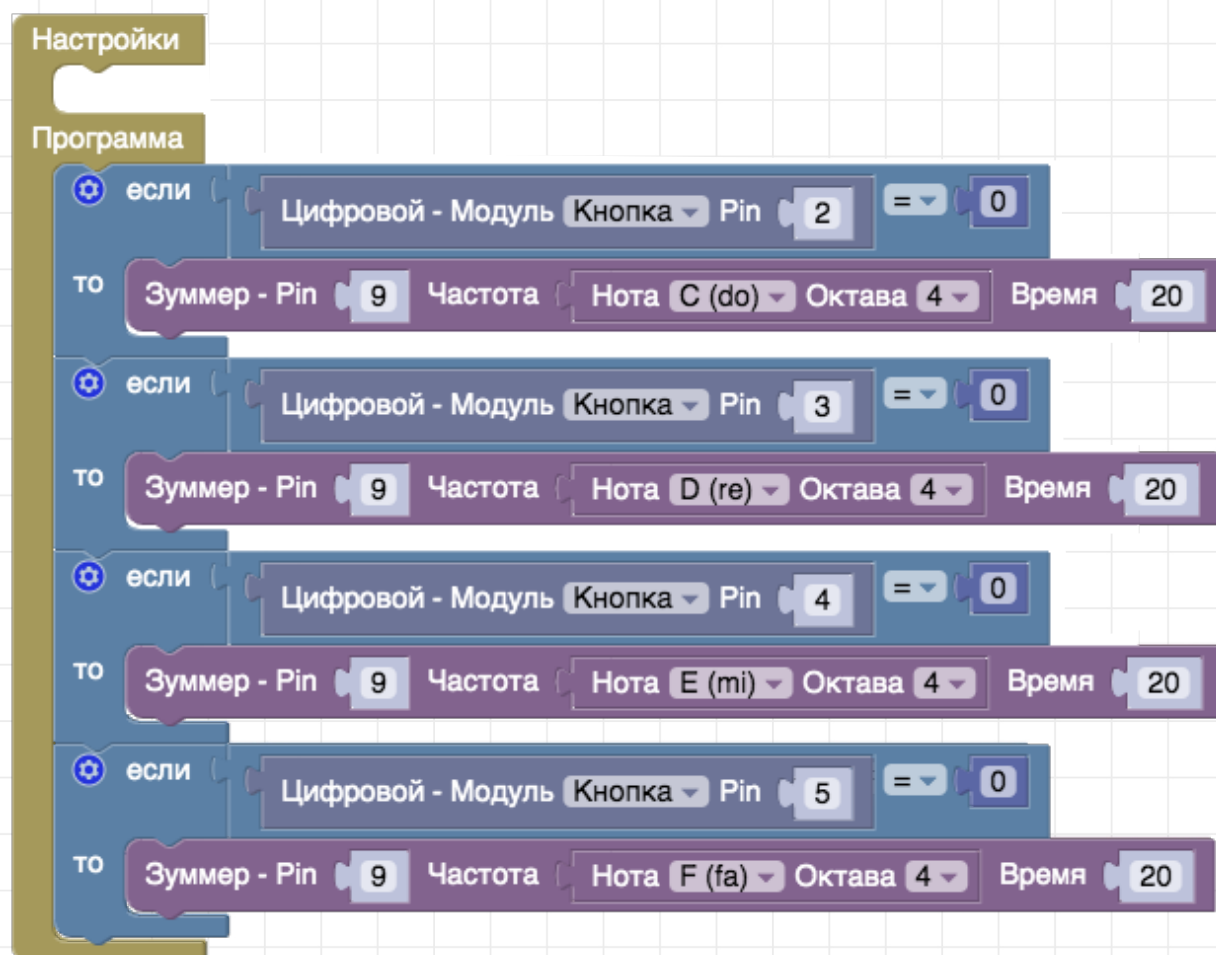 Настройки
Программа
если Цифровой - Модуль Кнопка Pin 2 = 0
то Зуммер - Pin 9 Частота Нота C (do) Октава 4 Время 20
если Цифровой - Модуль Кнопка Pin 3 = 0
то Зуммер - Pin 9 Частота Нота D (re) Октава 4 Время 20
если Цифровой - Модуль Кнопка Pin 4 = 0
то Зуммер - Pin 9 Частота Нота E (mi) Октава 4 Время 20
если Цифровой - Модуль Кнопка Pin 5 = 0
то Зуммер - Pin 9 Частота Нота F (fa) Октава 4 Время 20